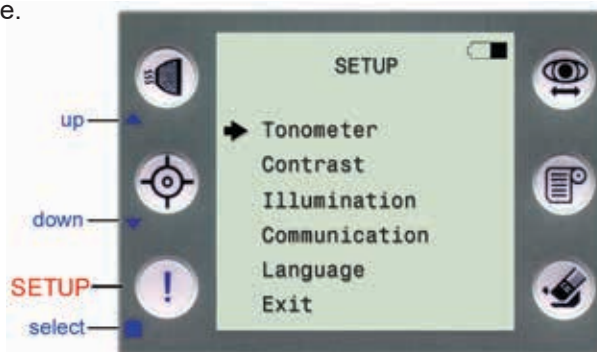 e.
SETUP
Tonometer
Contrast
Illumination
Communication
Language
Exit
up
down
SETUP
select